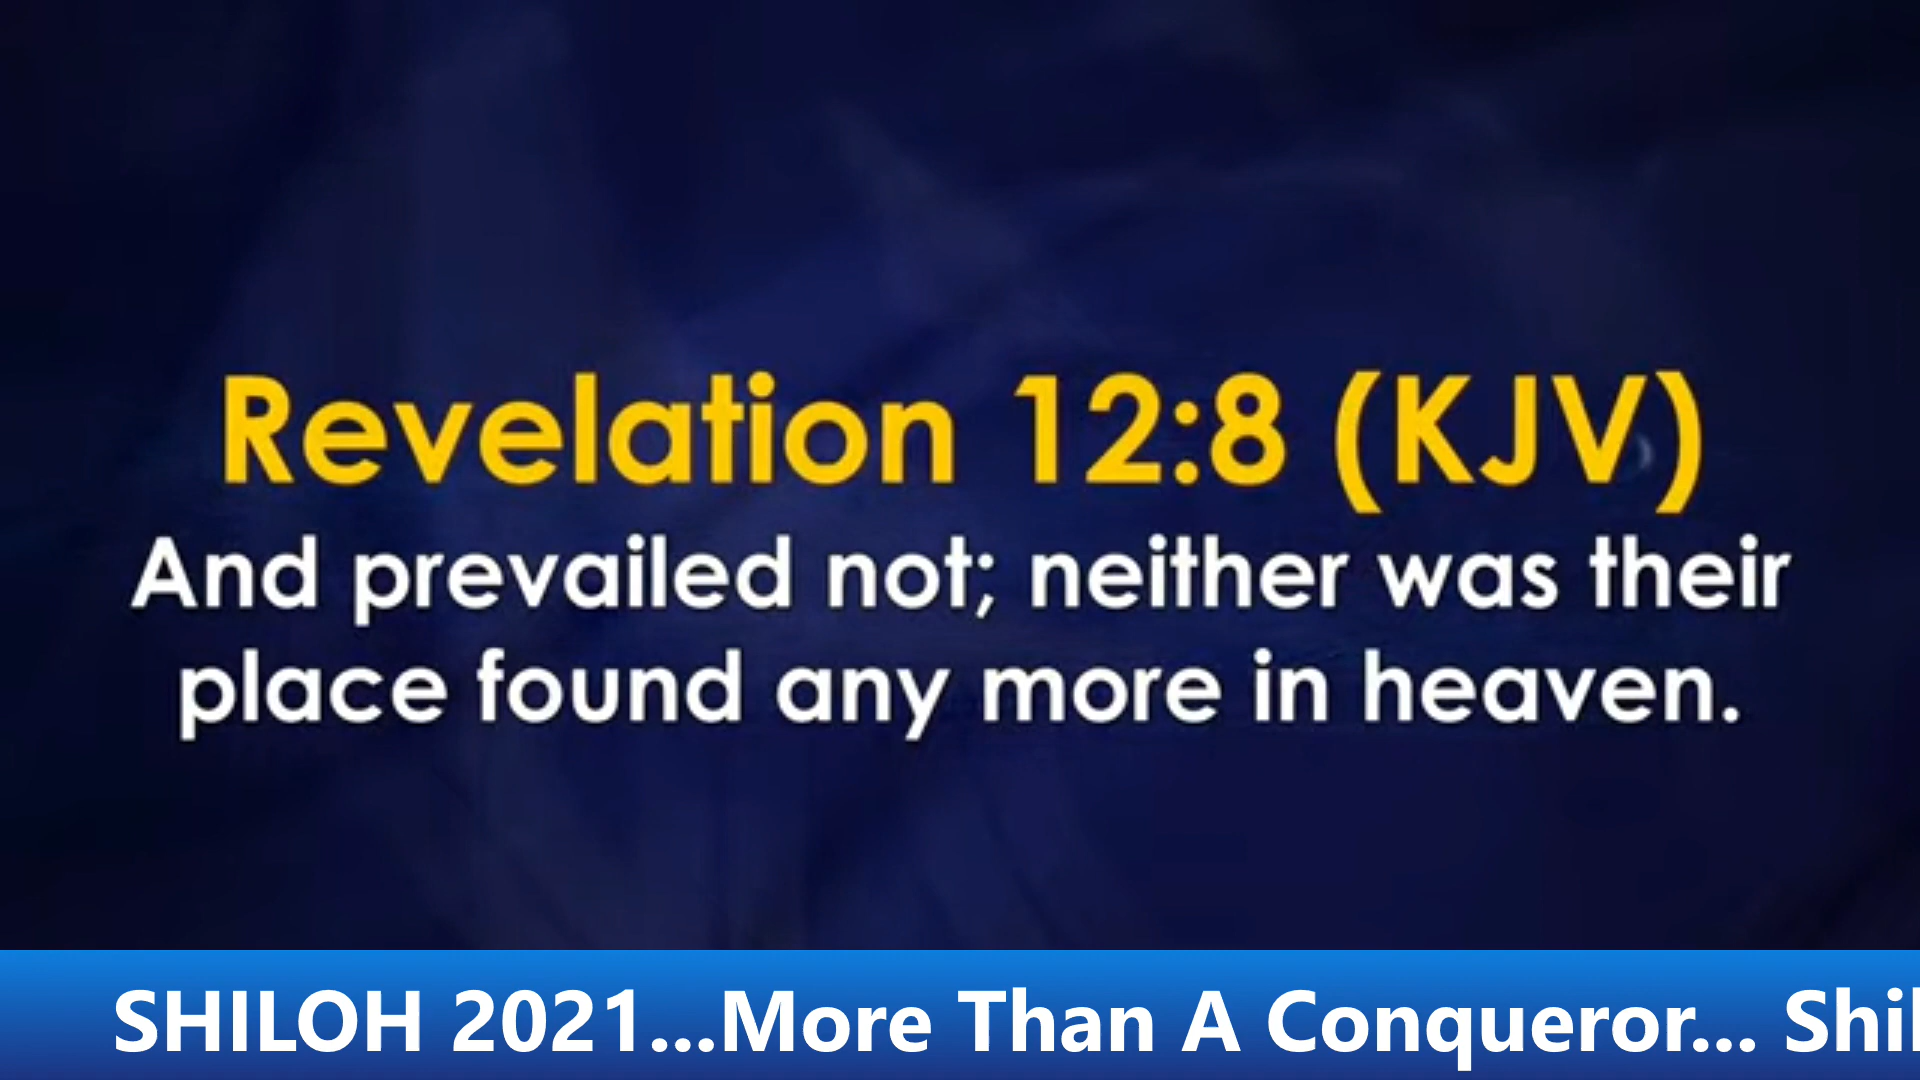 Revelation 12:8 (KJV)
And prevailed not; neither was their
place found any more in heaven.
SHILOH 2021...More Than A Conqueror... Shil